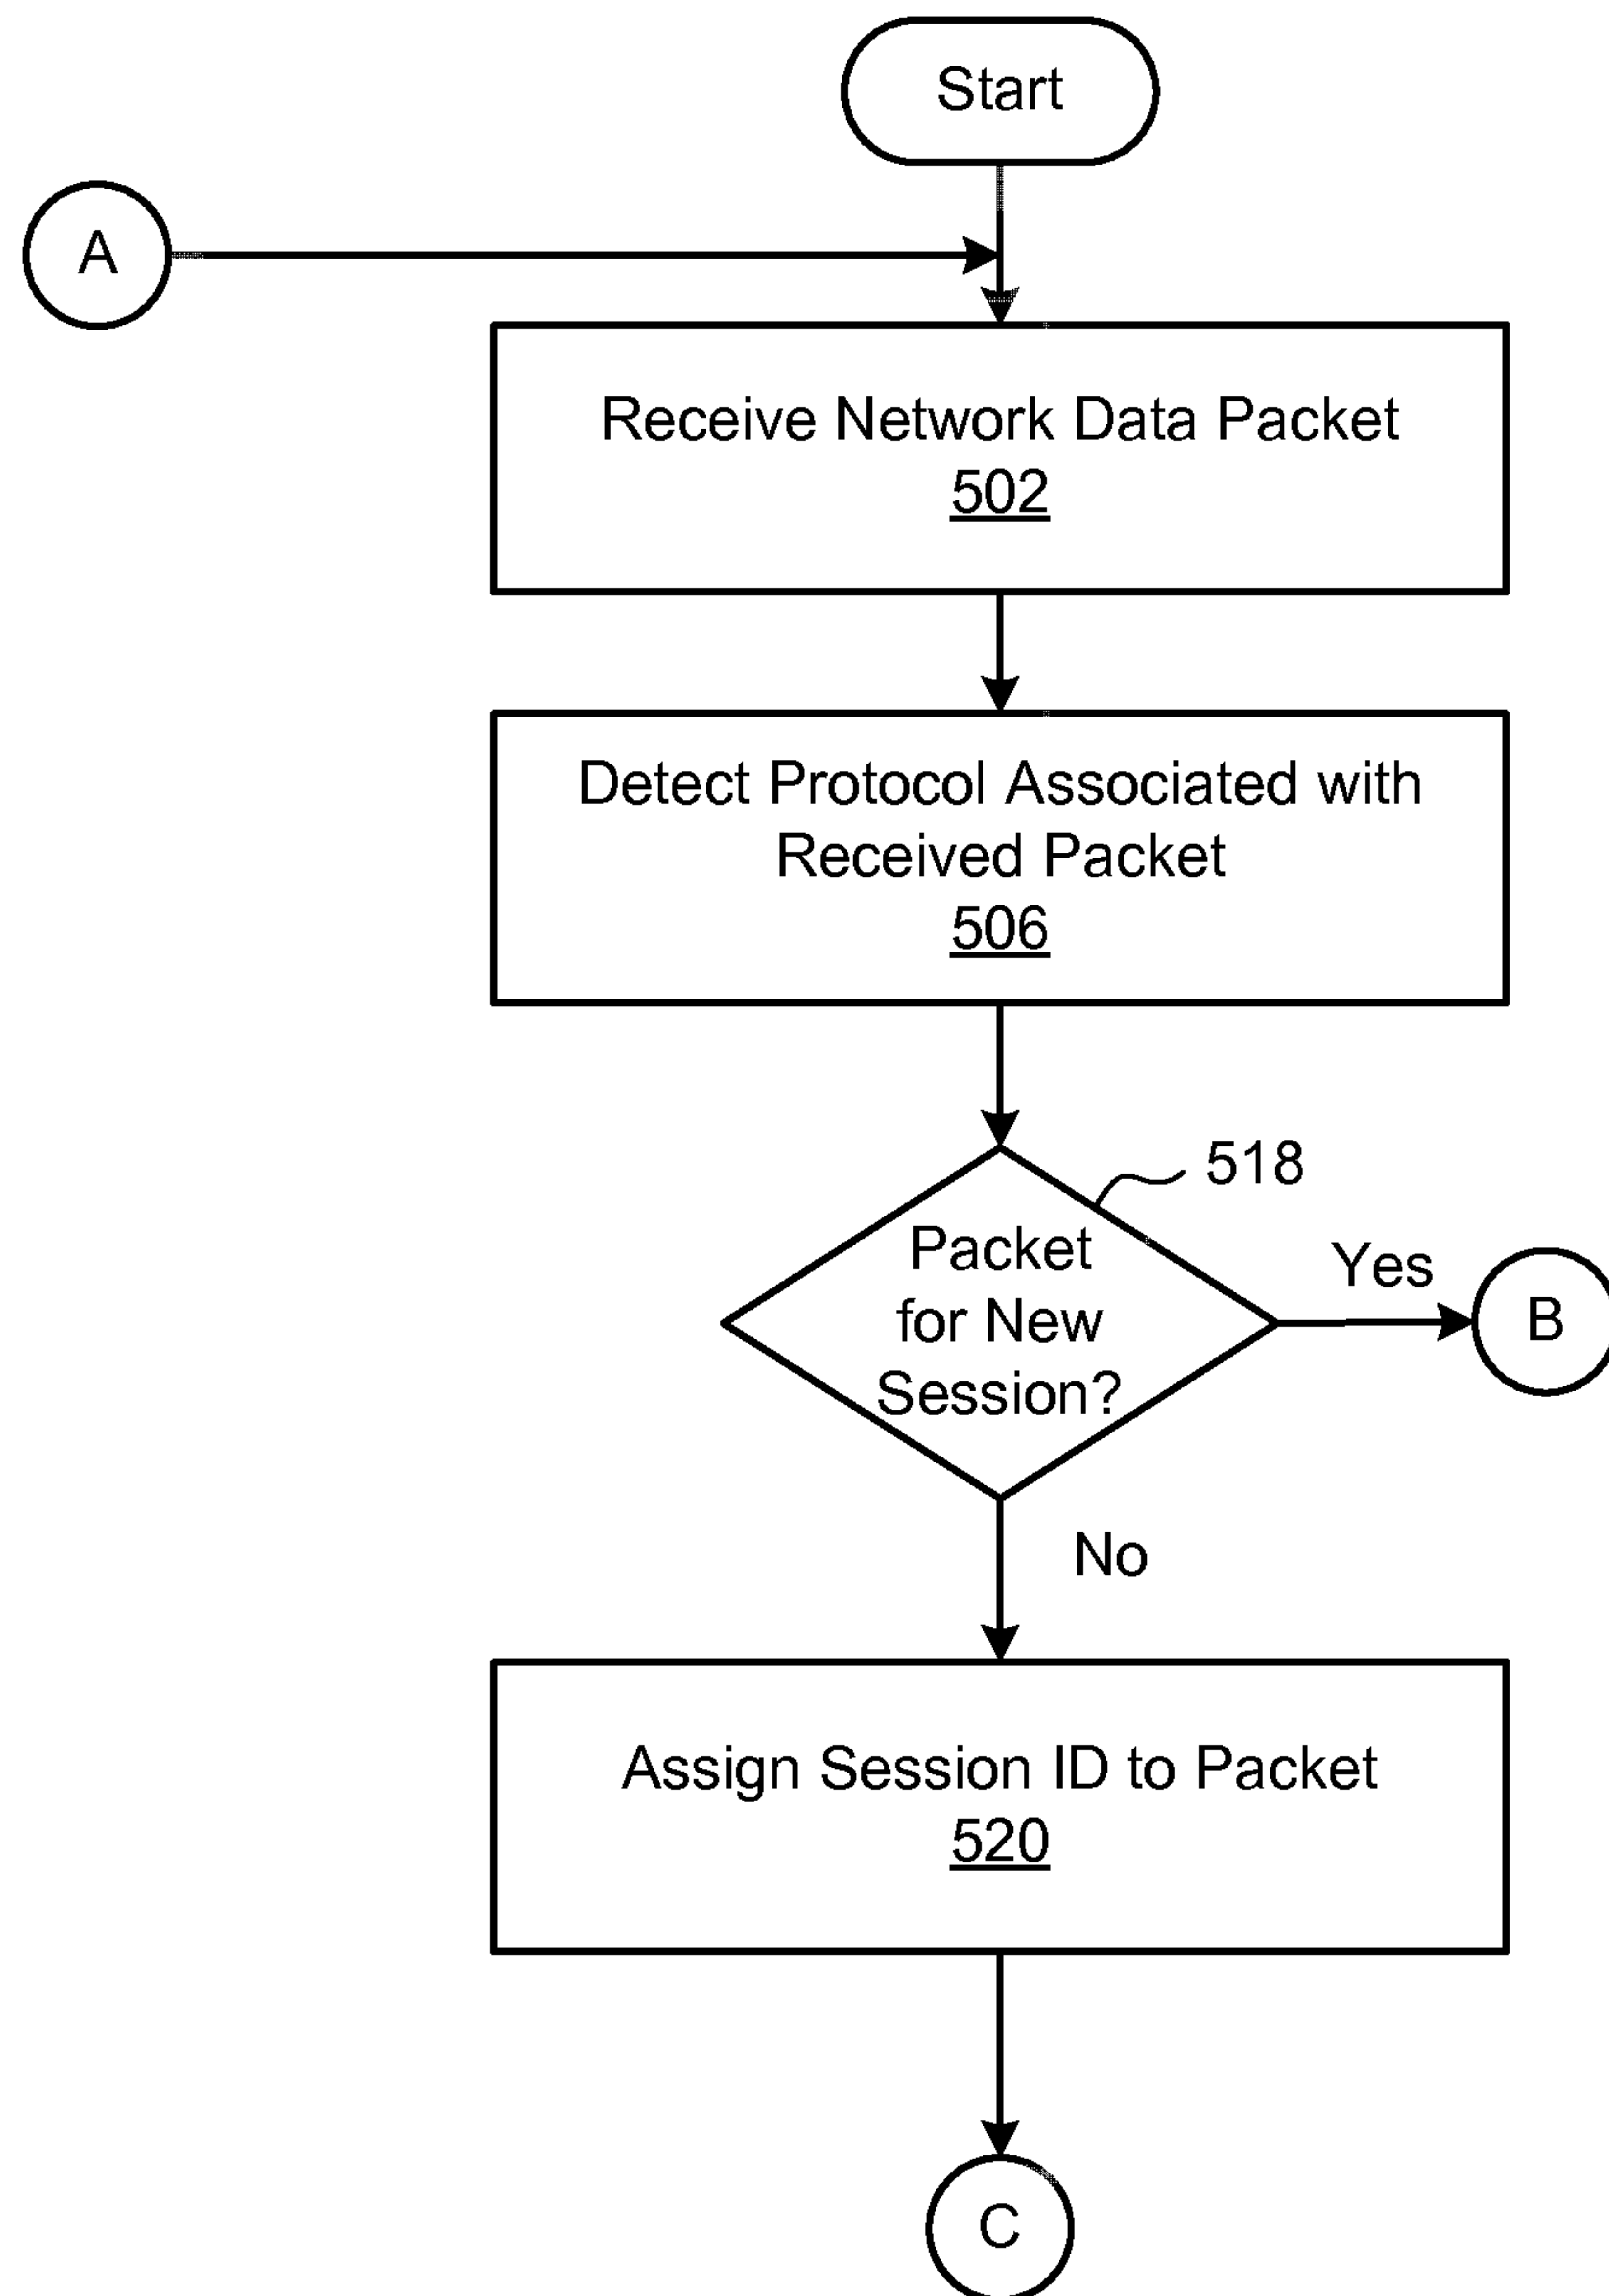 Start
A
Receive Network Data Packet
502
Detect Protocol Associated with
Received Packet
506
518
Packet
for New
Session?
Yes
B
No
Assign Session ID to Packet
520
C